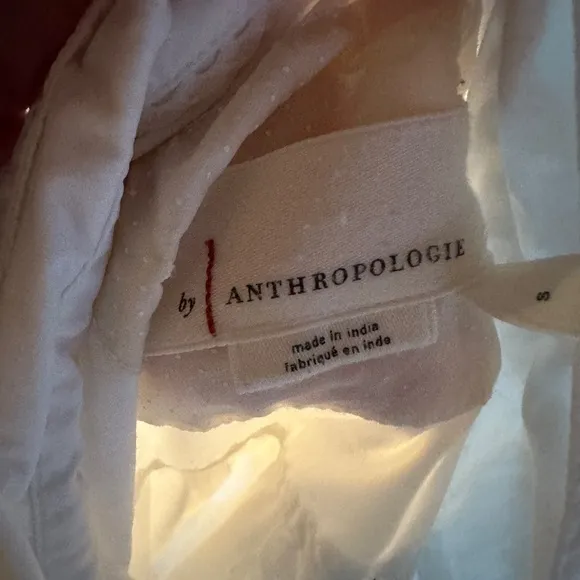 by ANTHROPOLOGIE
made in india
fabriqué en inde
S